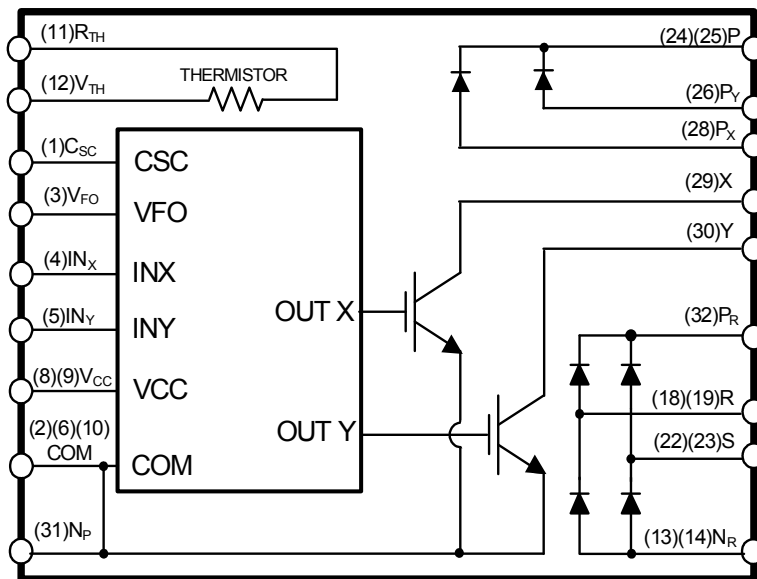 (11)RTH
(12)VTH
THERMISTOR
(1)CSC
(3)VFO
(4)INX
(5)INY
(8)(9)VCC
(2)(6)(10)
COM
(31)NP
CSC
VFO
INX
INY
VCC
COM
OUT X
OUT Y
(24)(25)P
(26)PY
(28)PX
(29)X
(30)Y
(32)PR
(18)(19)R
(22)(23)S
(13)(14)NR